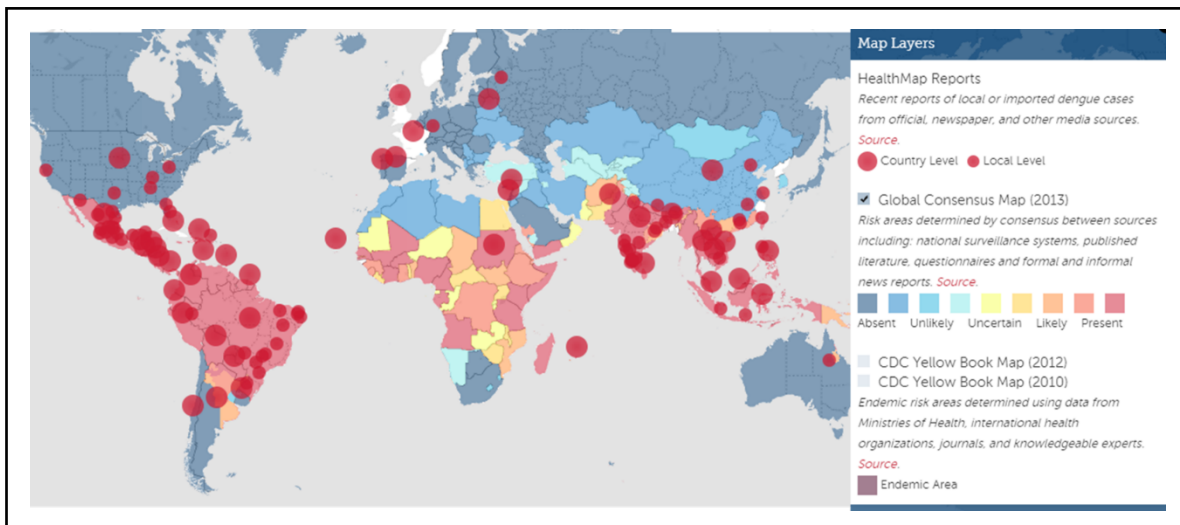 Map Layers
HealthMap Reports
Recent reports of local or imported dengue cases
from official, newspaper, and other media sources.
Source.
Country Level Local Level
Global Consensus Map (2013)
Risk areas determined by consensus between sources
including: national surveillance systems, published
literature, questionnaires and formal and informal
news reports. Source.
Absent Unlikely Uncertain Likely Present
CDC Yellow Book Map (2012)
CDC Yellow Book Map (2010)
Endemic risk areas determined using data from
Ministries of Health, international health
organizations, journals, and knowledgeable experts.
Source.
Endemic Area